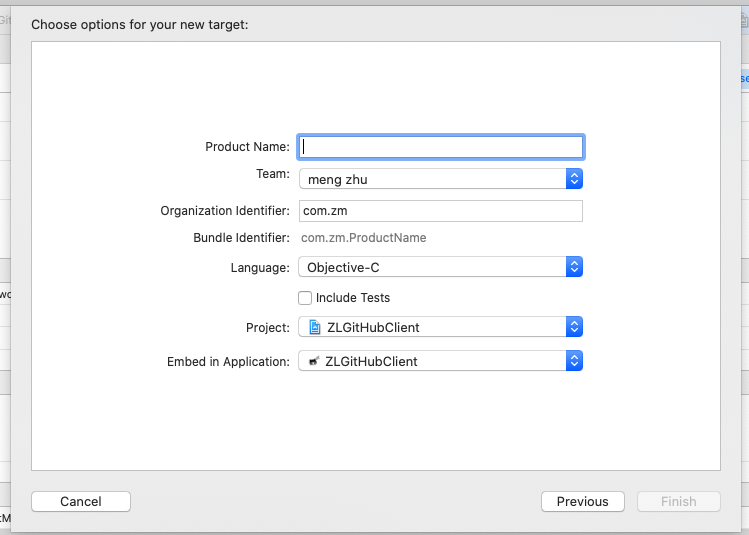 Choose options for your new target:
Product Name:
Team: meng zhu
Organization Identifier: com.zm
Bundle Identifier: com.zm.ProductName
Language: Objective-C
Include Tests
Project: ZLGitHubClient
Embed in Application: ZLGitHubClient
Cancel Previous Finish